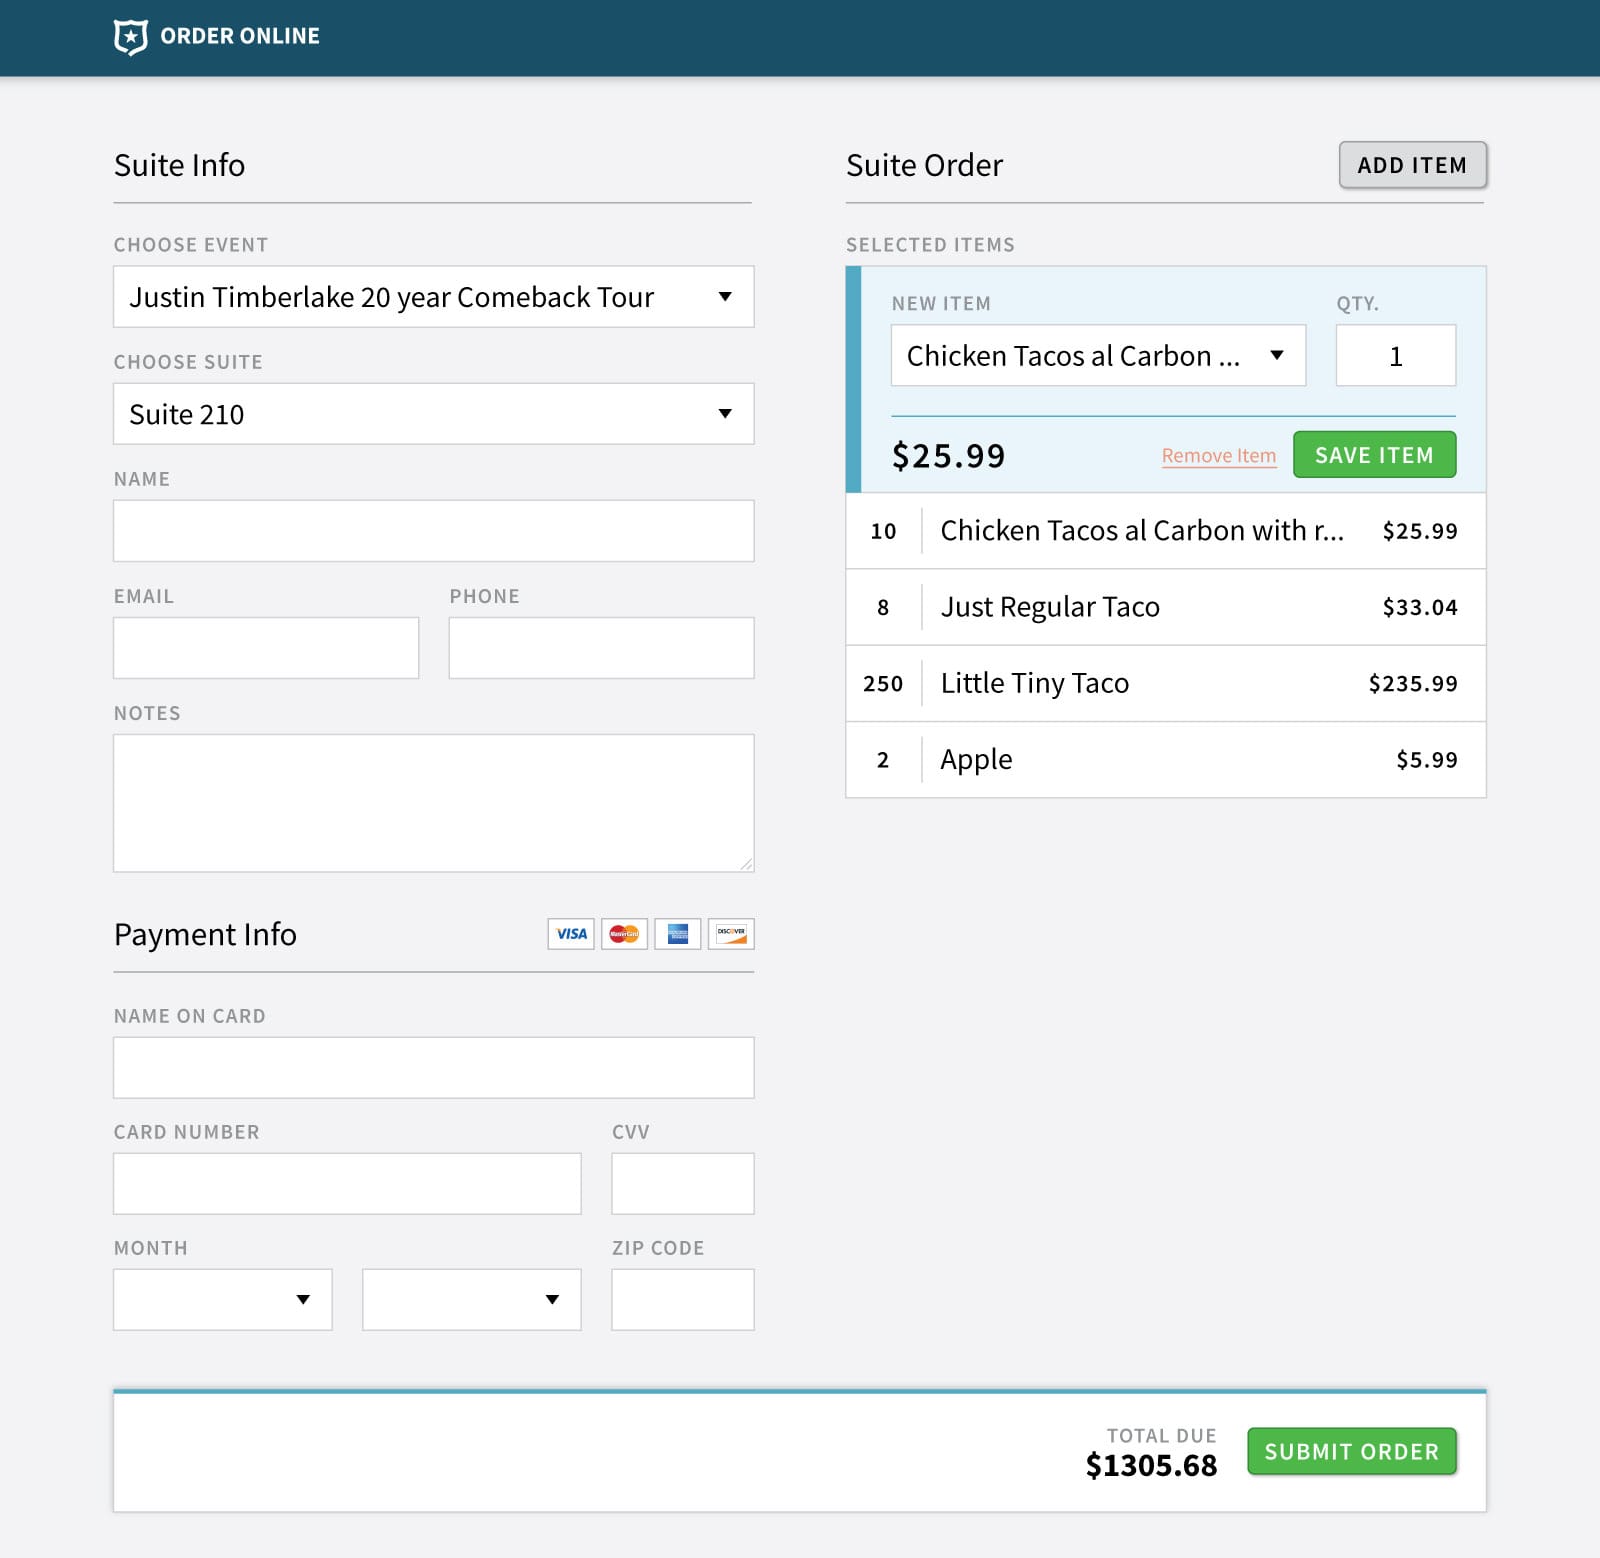 ORDER ONLINE
Suite Info
CHOOSE EVENT
Justin Timberlake 20 year Comeback Tour
CHOOSE SUITE
Suite 210
NAME
EMAIL PHONE
NOTES
Payment Info
VISA MasterCard DISCOVER
NAME ON CARD
CARD NUMBER CVV
MONTH ZIP CODE
Suite Order ADD ITEM
SELECTED ITEMS
NEW ITEM QTY.
Chicken Tacos al Carbon ... 1
$25.99 Remove Item SAVE ITEM
10 Chicken Tacos al Carbon with r... $25.99
8 Just Regular Taco $33.04
250 Little Tiny Taco $235.99
2 Apple $5.99
TOTAL DUE
$1305.68
SUBMIT ORDER